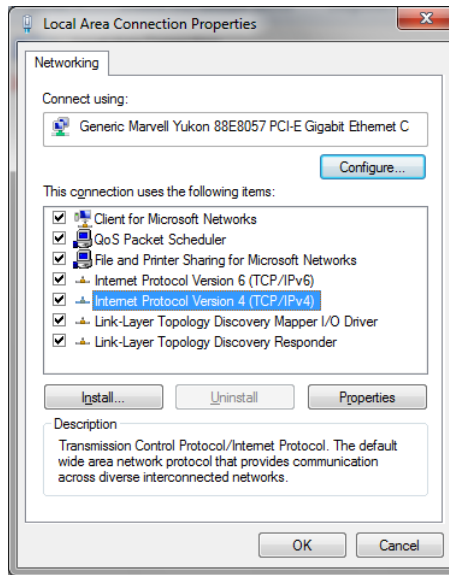 Local Area Connection Properties
Networking
Connect using:
Generic Marvell Yukon 88E8057 PCI-E Gigabit Ethernet C
Configure...
This connection uses the following items:
Client for Microsoft Networks
QoS Packet Scheduler
File and Printer Sharing for Microsoft Networks
Internet Protocol Version 6 (TCP/IPv6)
Internet Protocol Version 4 (TCP/IPv4)
Link-Layer Topology Discovery Mapper I/O Driver
Link-Layer Topology Discovery Responder
Install... Uninstall Properties
Description
Transmission Control Protocol/Internet Protocol. The default
wide area network protocol that provides communication
across diverse interconnected networks.
OK Cancel